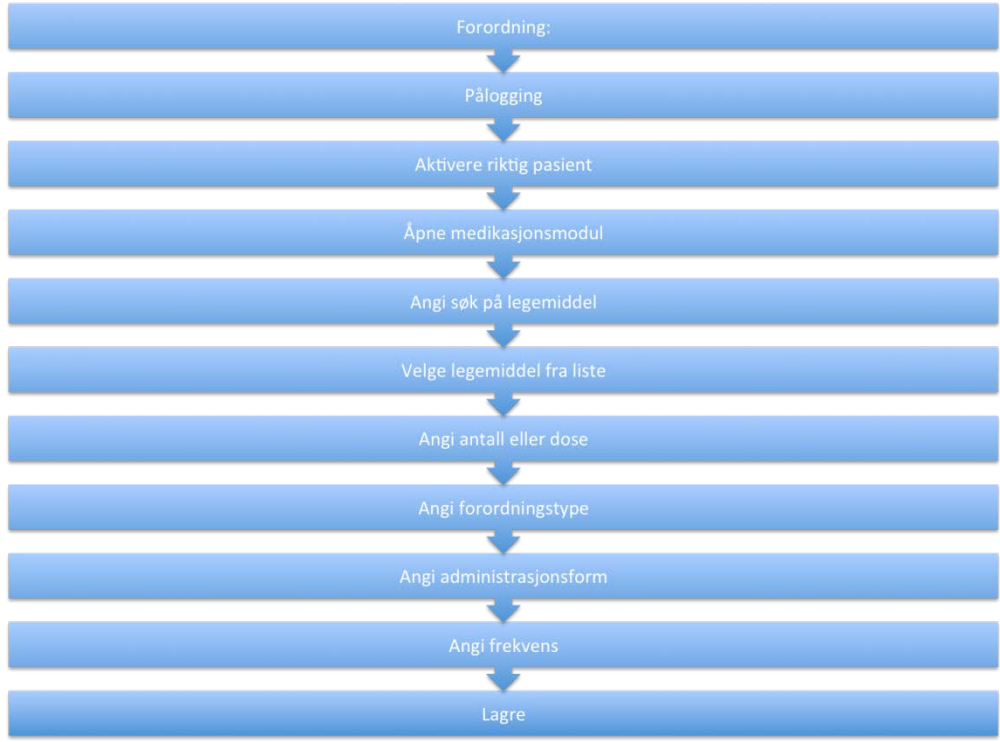 Forordning:
Pålogging
Aktivere riktig pasient
Åpne medikasjonsmodul
Angi søk på legemiddel
Velge legemiddel fra liste
Angi antall eller dose
Angi forordningstype
Angi administrasjonsform
Angi frekvens
Lagre